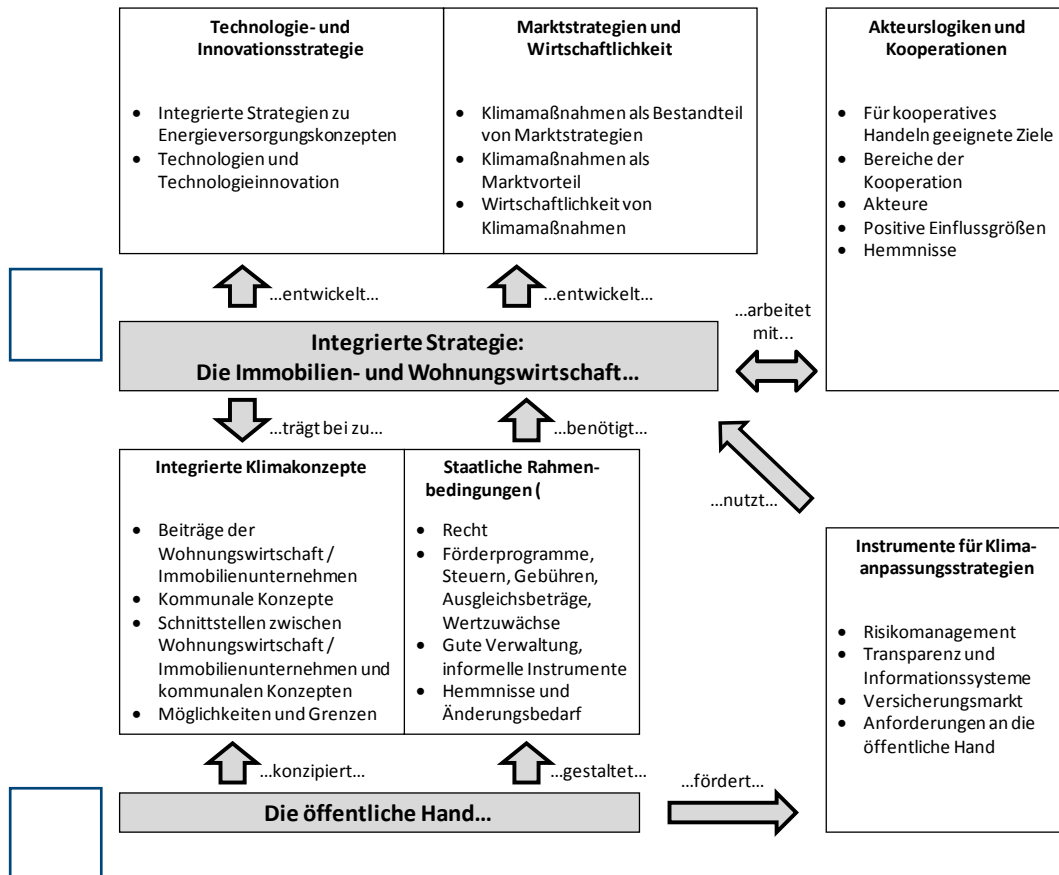 Technologie- und
Innovationsstrategie
• Integrierte Strategien zu
Energieversorgungskonzepten
• Technologien und
Technologieinnovation
Marktstrategien und
Wirtschaftlichkeit
• Klimamaßnahmen als Bestandteil
von Marktstrategien
• Klimamaßnahmen als
Marktvorteil
• Wirtschaftlichkeit von
Klimamaßnahmen
Akteurslogiken und
Kooperationen
• Für kooperatives
Handeln geeignete Ziele
• Bereiche der
Kooperation
• Akteure
• Positive Einflussgrößen
• Hemmnisse
...entwickelt...
...entwickelt...
...arbeitet
mit...
Integrierte Strategie:
Die Immobilien- und Wohnungswirtschaft...
...trägt bei zu...
...benötigt...
...nutzt...
Integrierte Klimakonzepte
• Beiträge der
Wohnungswirtschaft /
Immobilienunternehmen
• Kommunale Konzepte
• Schnittstellen zwischen
Wohnungswirtschaft /
Immobilienunternehmen und
kommunalen Konzepten
• Möglichkeiten und Grenzen
Staatliche Rahmen-
bedingungen (
• Recht
• Förderprogramme,
Steuern, Gebühren,
Ausgleichsbeträge,
Wertzuwächse
• Gute Verwaltung,
informelle Instrumente
• Hemmnisse und
Änderungsbedarf
Instrumente für Klima-
anpassungsstrategien
• Risikomanagement
• Transparenz und
Informationssysteme
• Versicherungsmarkt
• Anforderungen an die
öffentliche Hand
...konzipiert...
...gestaltet...
...fördert...
Die öffentliche Hand...